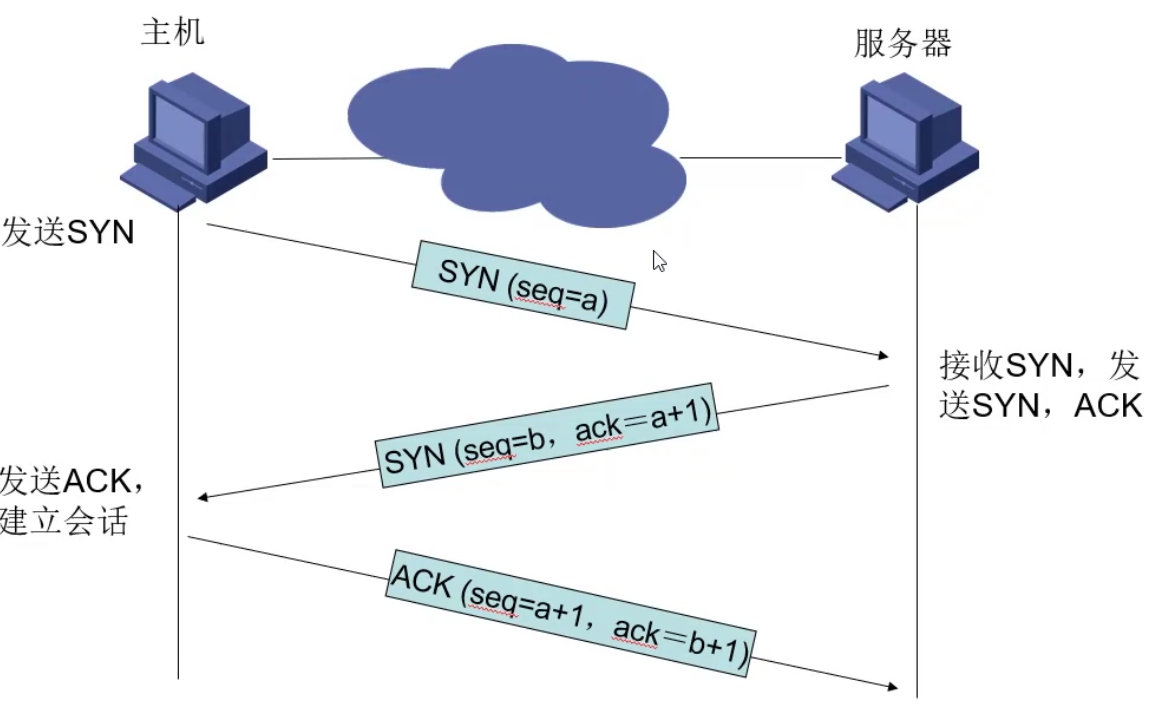 主机
服务器
发送SYN
SYN (seq=a)
接收SYN，发
送SYN，ACK
SYN (seq=b，ack＝a+1)
发送ACK，
建立会话
ACK (seq=a+1，ack＝b+1)